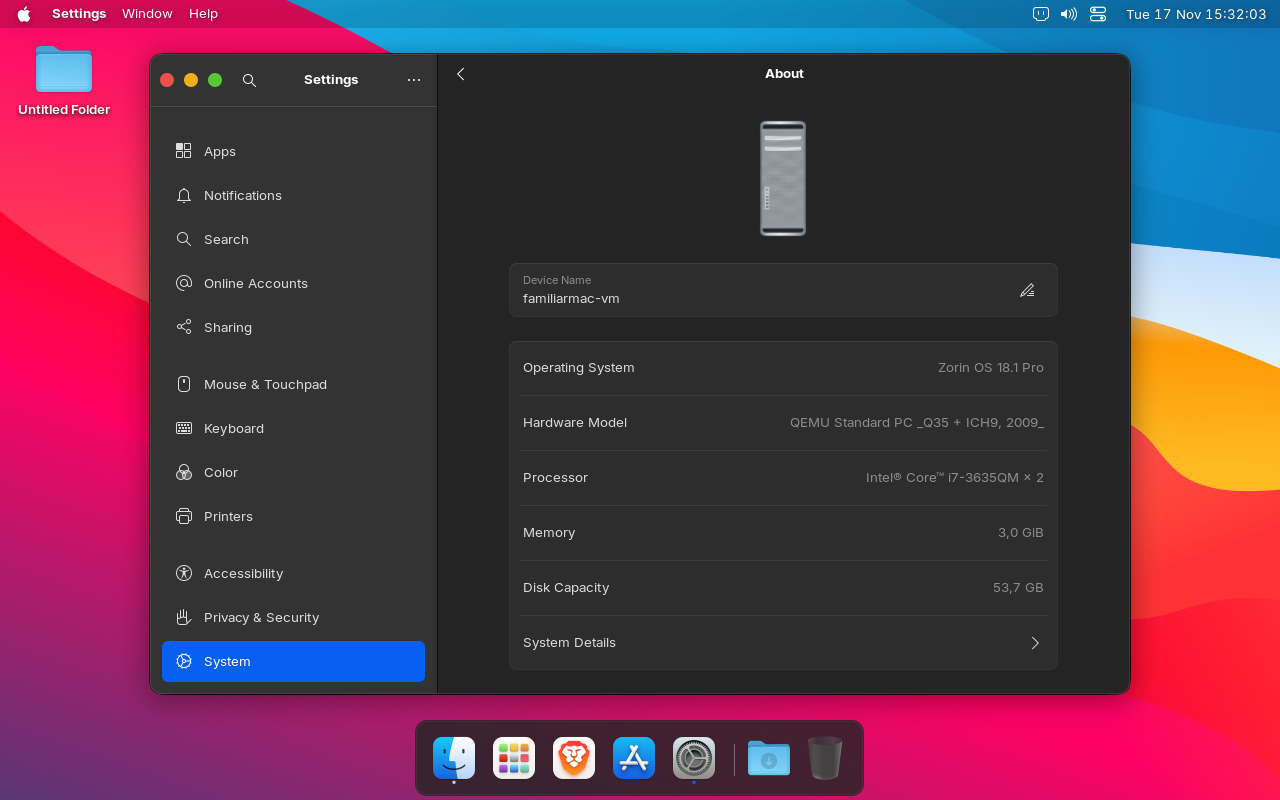 Settings Window Help
Tue 17 Nov 15:32:03
Untitled Folder
Settings
Apps
Notifications
Search
Online Accounts
Sharing
Mouse & Touchpad
Keyboard
Color
Printers
Accessibility
Privacy & Security
System
About
Device Name
familiarmac-vm
Operating System Zorin OS 18.1 Pro
Hardware Model QEMU Standard PC _Q35 + ICH9, 2009_
Processor Intel® Core™ i7-3635QM × 2
Memory 3,0 GiB
Disk Capacity 53,7 GB
System Details